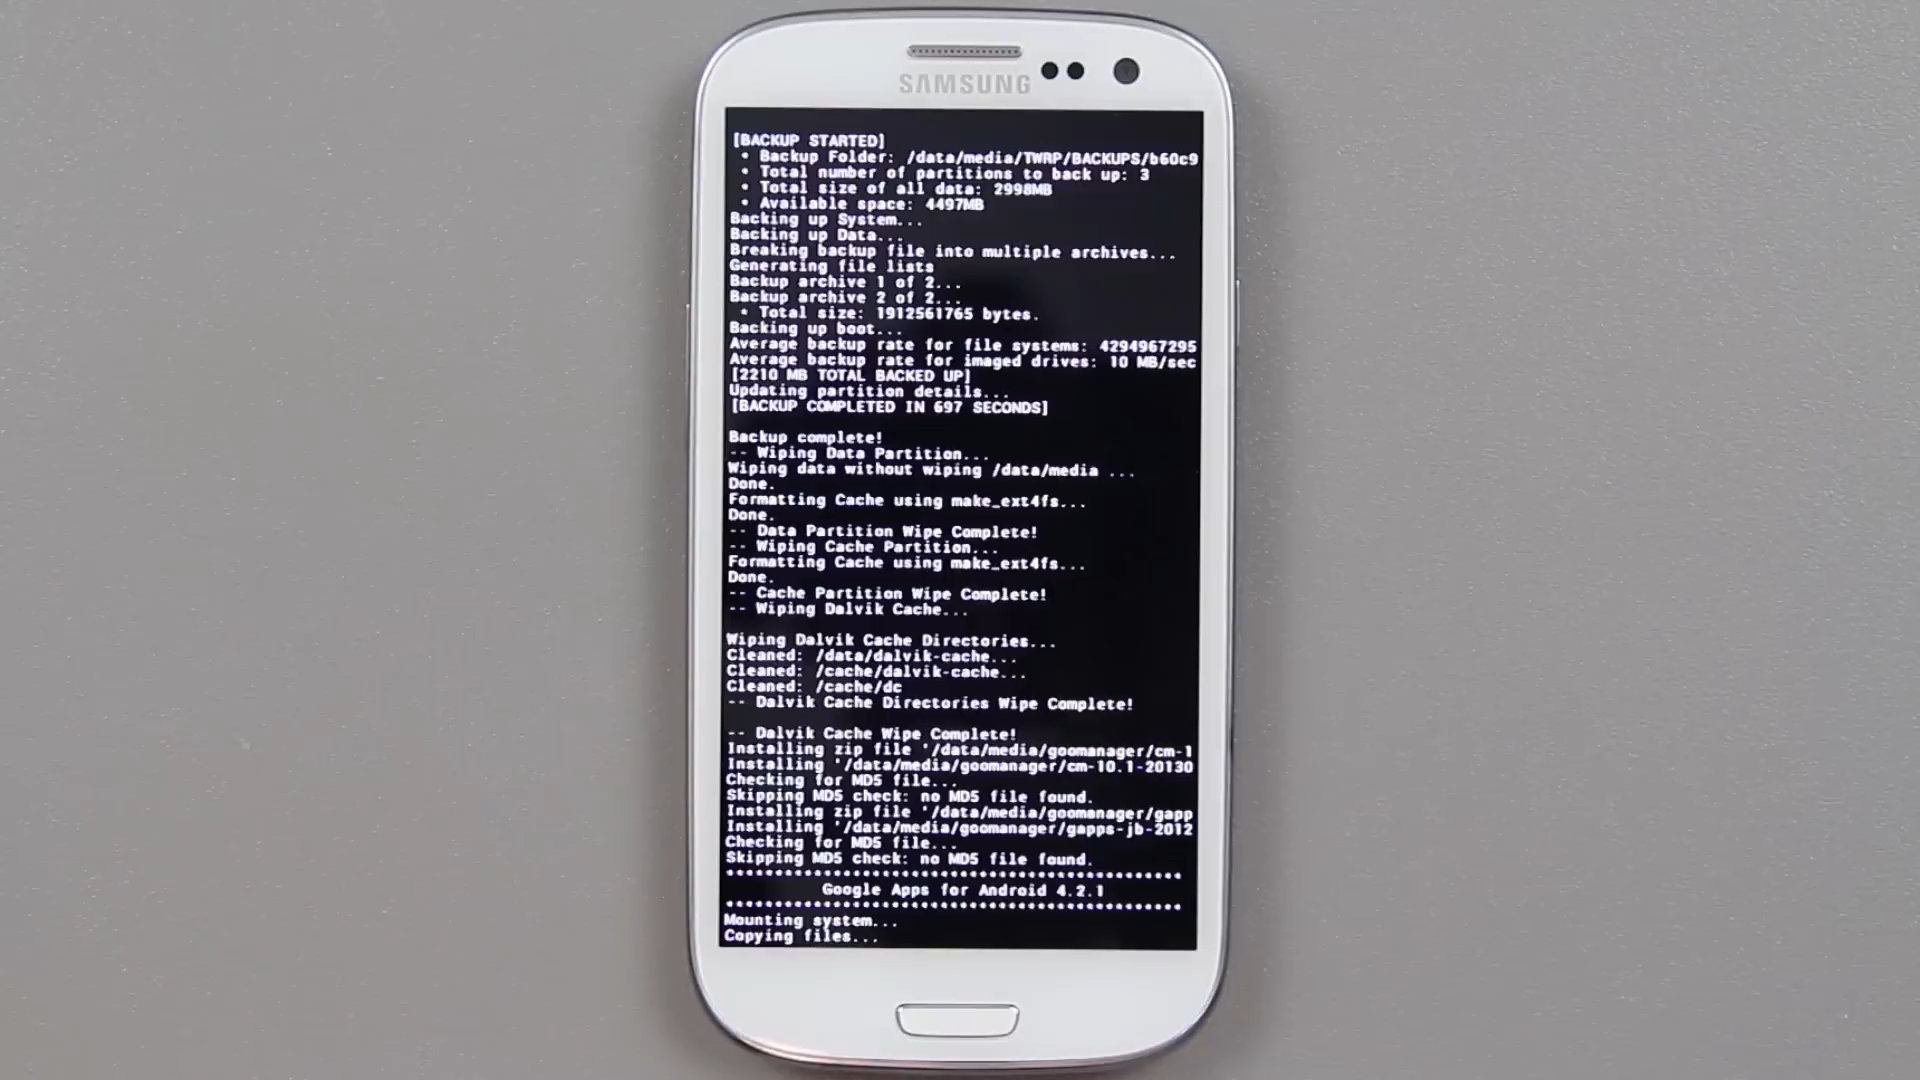 SAMSUNG
[BACKUP STARTED]
• Backup Folder: /data/media/TWRP/BACKUPS/b60c9
• Total number of partitions to back up: 3
• Total size of all data: 2998MB
• Available space: 4497MB
Backing up System...
Backing up Data...
Breaking backup file into multiple archives...
Generating file lists
Backup archive 1 of 2...
Backup archive 2 of 2...
• Total size: 1912561765 bytes.
Backing up boot...
Average backup rate for file systems: 4294967295
Average backup rate for imaged drives: 10 MB/sec
[2210 MB TOTAL BACKED UP]
Updating partition details...
[BACKUP COMPLETED IN 697 SECONDS]
Backup complete!
-- Wiping Data Partition...
Wiping data without wiping /data/media ...
Done.
Formatting Cache using make_ext4fs...
Done.
-- Data Partition Wipe Complete!
-- Wiping Cache Partition...
Formatting Cache using make_ext4fs...
Done.
-- Cache Partition Wipe Complete!
-- Wiping Dalvik Cache...
Wiping Dalvik Cache Directories...
Cleaned: /data/dalvik-cache...
Cleaned: /cache/dalvik-cache...
Cleaned: /cache/dc
-- Dalvik Cache Directories Wipe Complete!
-- Dalvik Cache Wipe Complete!
Installing zip file '/data/media/goomanager/cm-1
Installing '/data/media/goomanager/cm-10.1-20130
Checking for MD5 file...
Skipping MD5 check: no MD5 file found.
Installing zip file '/data/media/goomanager/gapp
Installing '/data/media/goomanager/gapps-jb-2012
Checking for MD5 file...
Skipping MD5 check: no MD5 file found.
************************************************
Google Apps for Android 4.2.1
************************************************
Mounting system...
Copying files...